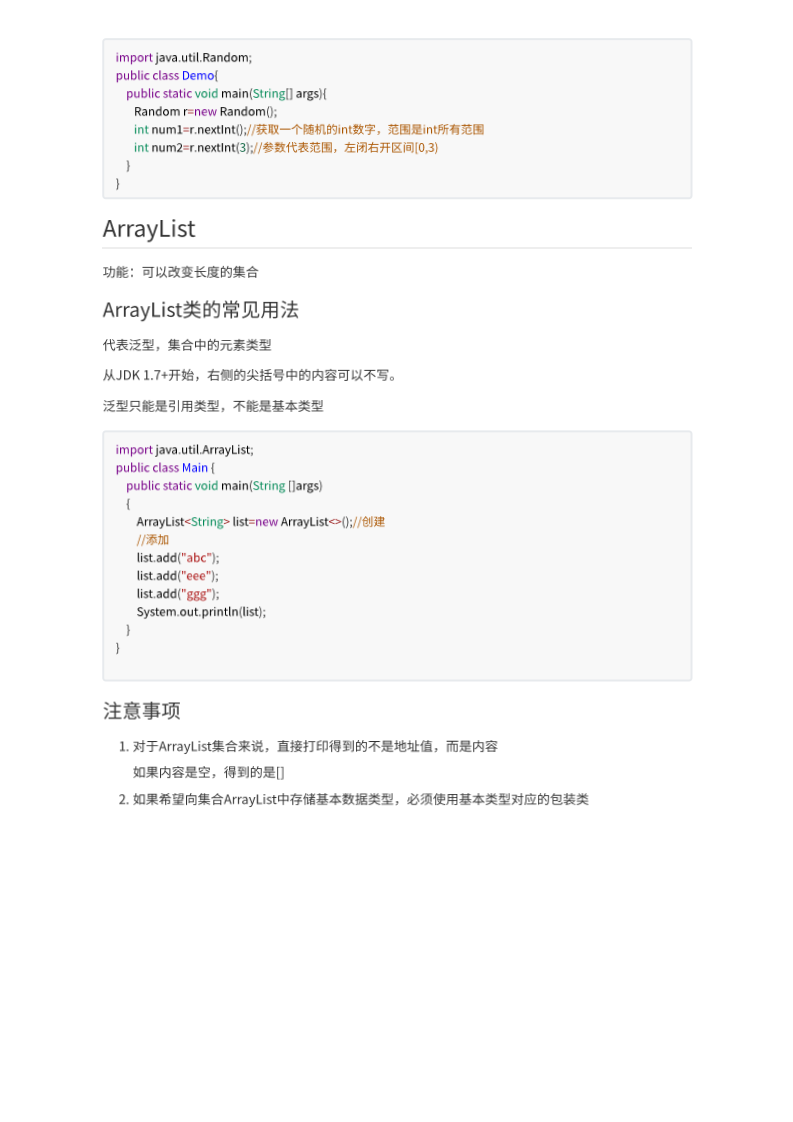 import java.util.Random;
public class Demo{
public static void main(String[] args){
Random r=new Random();
int num1=r.nextInt();//获取一个随机的int数字，范围是int所有范围
int num2=r.nextInt(3);//参数代表范围，左闭右开区间[0,3)
}
}
ArrayList
功能：可以改变长度的集合
ArrayList类的常见用法
代表泛型，集合中的元素类型
从JDK 1.7+开始，右侧的尖括号中的内容可以不写。
泛型只能是引用类型，不能是基本类型
import java.util.ArrayList;
public class Main {
public static void main(String []args)
{
ArrayList<String> list=new ArrayList<>();//创建
//添加
list.add("abc");
list.add("eee");
list.add("ggg");
System.out.println(list);
}
}
注意事项
1. 对于ArrayList集合来说，直接打印得到的不是地址值，而是内容
如果内容是空，得到的是[]
2. 如果希望向集合ArrayList中存储基本数据类型，必须使用基本类型对应的包装类